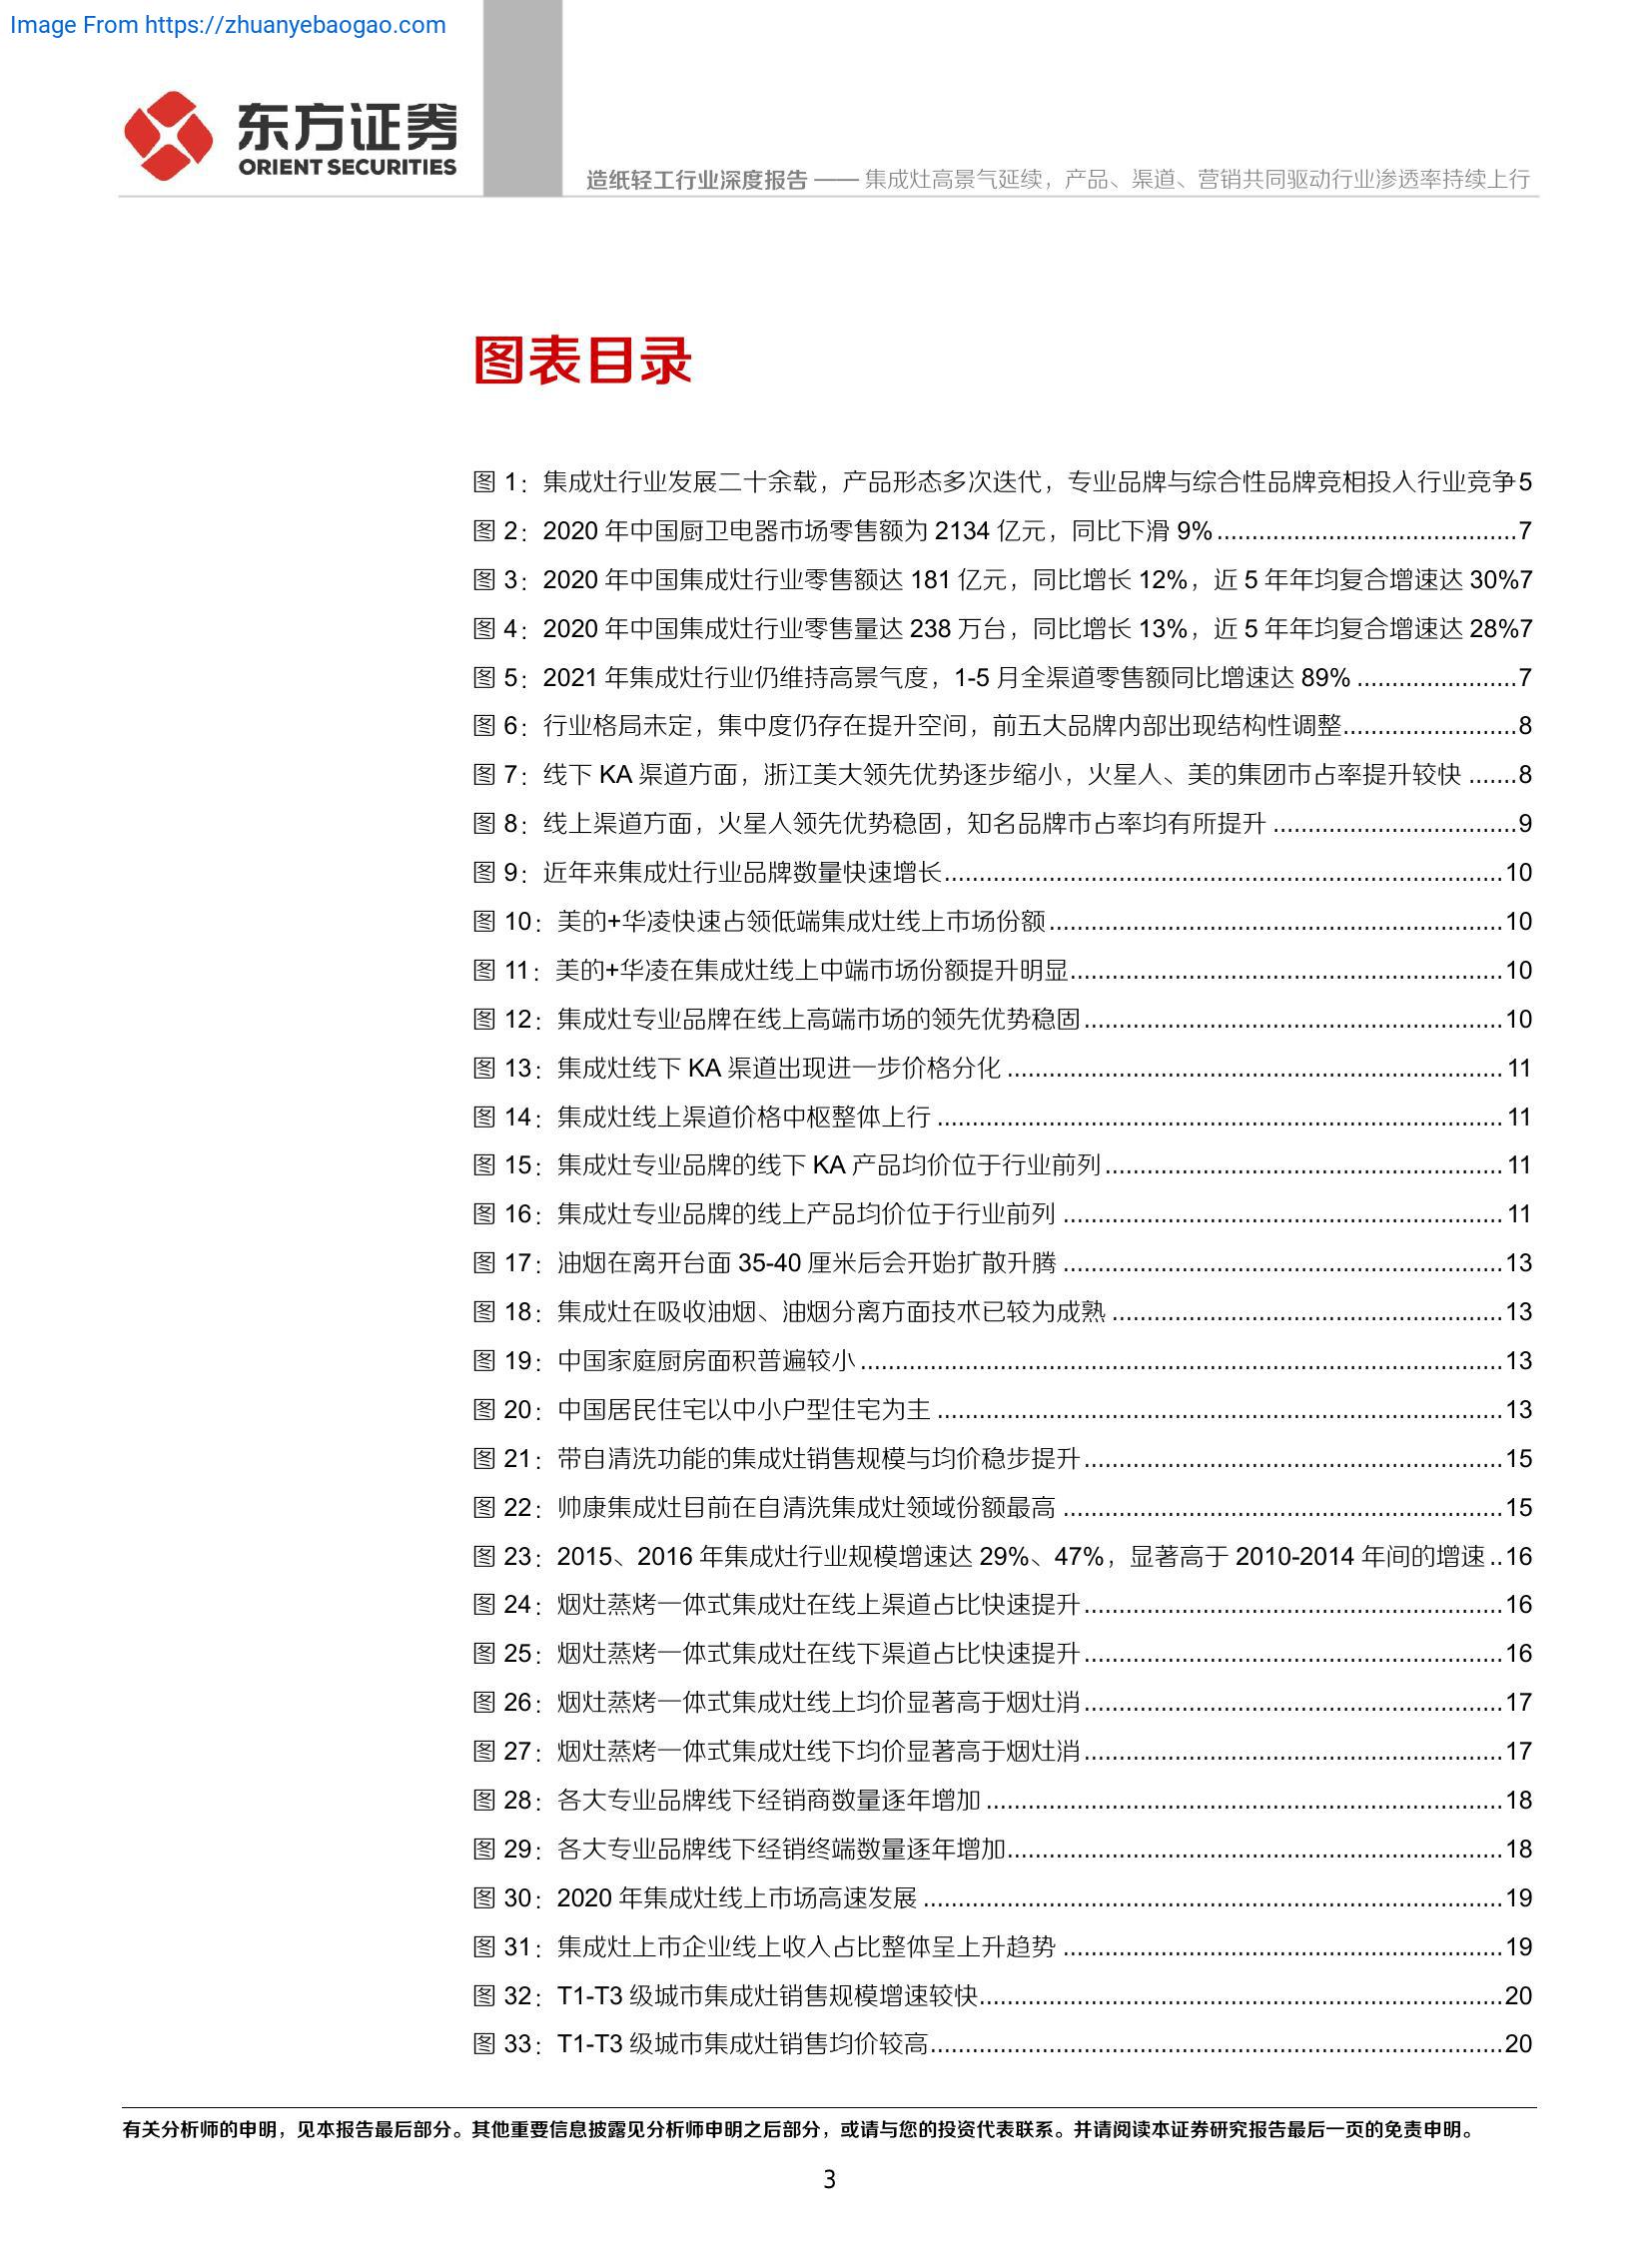 Image From https://zhuanyebaogao.com
东方证券
ORIENT SECURITIES
造纸轻工行业深度报告 —— 集成灶高景气延续，产品、渠道、营销共同驱动行业渗透率持续上行
图表目录
图 1：集成灶行业发展二十余载，产品形态多次迭代，专业品牌与综合性品牌竞相投入行业竞争5
图 2：2020 年中国厨卫电器市场零售额为 2134 亿元，同比下滑 9%...........................................7
图 3：2020 年中国集成灶行业零售额达 181 亿元，同比增长 12%，近 5 年年均复合增速达 30%7
图 4：2020 年中国集成灶行业零售量达 238 万台，同比增长 13%，近 5 年年均复合增速达 28%7
图 5：2021 年集成灶行业仍维持高景气度，1-5 月全渠道零售额同比增速达 89% .......................7
图 6：行业格局未定，集中度仍存在提升空间，前五大品牌内部出现结构性调整.........................8
图 7：线下 KA 渠道方面，浙江美大领先优势逐步缩小，火星人、美的集团市占率提升较快 .......8
图 8：线上渠道方面，火星人领先优势稳固，知名品牌市占率均有所提升 ...................................9
图 9：近年来集成灶行业品牌数量快速增长................................................................................10
图 10：美的+华凌快速占领低端集成灶线上市场份额.................................................................10
图 11：美的+华凌在集成灶线上中端市场份额提升明显..............................................................10
图 12：集成灶专业品牌在线上高端市场的领先优势稳固............................................................10
图 13：集成灶线下 KA 渠道出现进一步价格分化 .......................................................................11
图 14：集成灶线上渠道价格中枢整体上行 .................................................................................11
图 15：集成灶专业品牌的线下 KA 产品均价位于行业前列.........................................................11
图 16：集成灶专业品牌的线上产品均价位于行业前列 ...............................................................11
图 17：油烟在离开台面 35-40 厘米后会开始扩散升腾 ...............................................................13
图 18：集成灶在吸收油烟、油烟分离方面技术已较为成熟 ........................................................13
图 19：中国家庭厨房面积普遍较小............................................................................................13
图 20：中国居民住宅以中小户型住宅为主 .................................................................................13
图 21：带自清洗功能的集成灶销售规模与均价稳步提升............................................................15
图 22：帅康集成灶目前在自清洗集成灶领域份额最高 ...............................................................15
图 23：2015、2016 年集成灶行业规模增速达 29%、47%，显著高于 2010-2014 年间的增速..16
图 24：烟灶蒸烤一体式集成灶在线上渠道占比快速提升............................................................16
图 25：烟灶蒸烤一体式集成灶在线下渠道占比快速提升............................................................16
图 26：烟灶蒸烤一体式集成灶线上均价显著高于烟灶消............................................................17
图 27：烟灶蒸烤一体式集成灶线下均价显著高于烟灶消............................................................17
图 28：各大专业品牌线下经销商数量逐年增加 ..........................................................................18
图 29：各大专业品牌线下经销终端数量逐年增加.......................................................................18
图 30：2020 年集成灶线上市场高速发展 ...................................................................................19
图 31：集成灶上市企业线上收入占比整体呈上升趋势 ...............................................................19
图 32：T1-T3 级城市集成灶销售规模增速较快...........................................................................20
图 33：T1-T3 级城市集成灶销售均价较高..................................................................................20
有关分析师的申明，见本报告最后部分。其他重要信息披露见分析师申明之后部分，或请与您的投资代表联系。并请阅读本证券研究报告最后一页的免责申明。
3